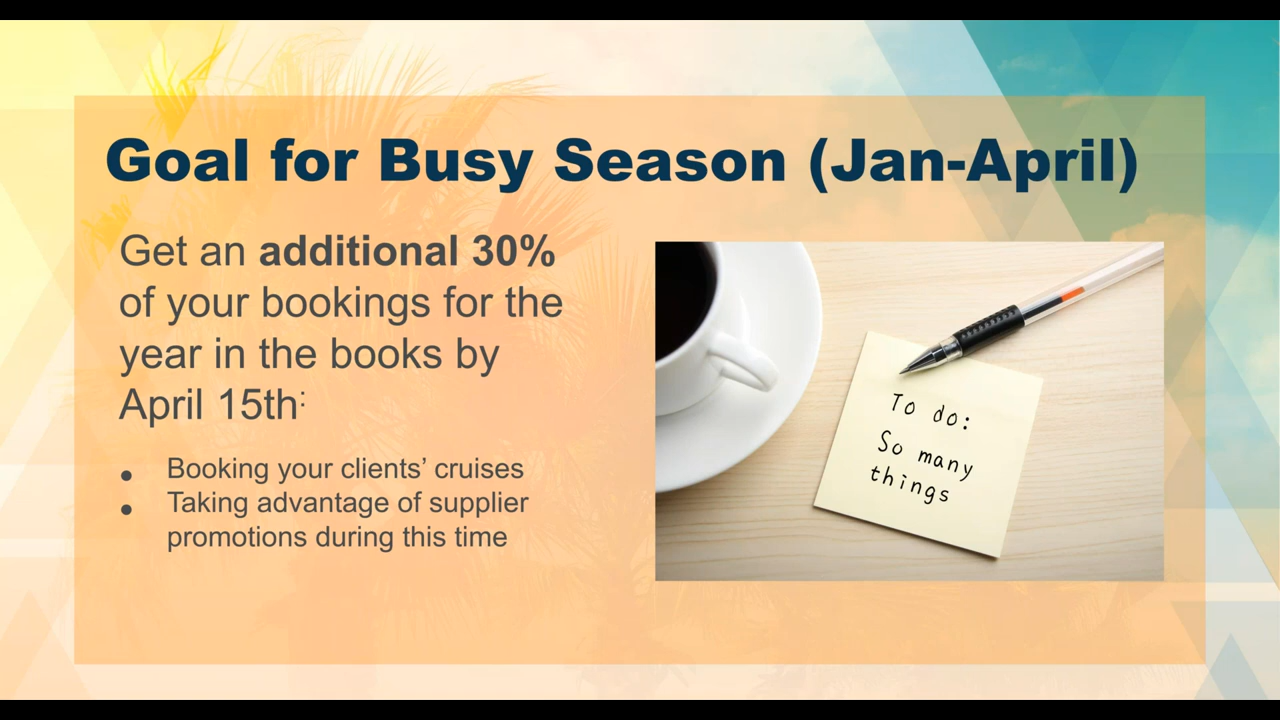 Goal for Busy Season (Jan-April)
Get an additional 30%
of your bookings for the
year in the books by
April 15th:
• Booking your clients’ cruises
• Taking advantage of supplier
promotions during this time
To do:
So many
things